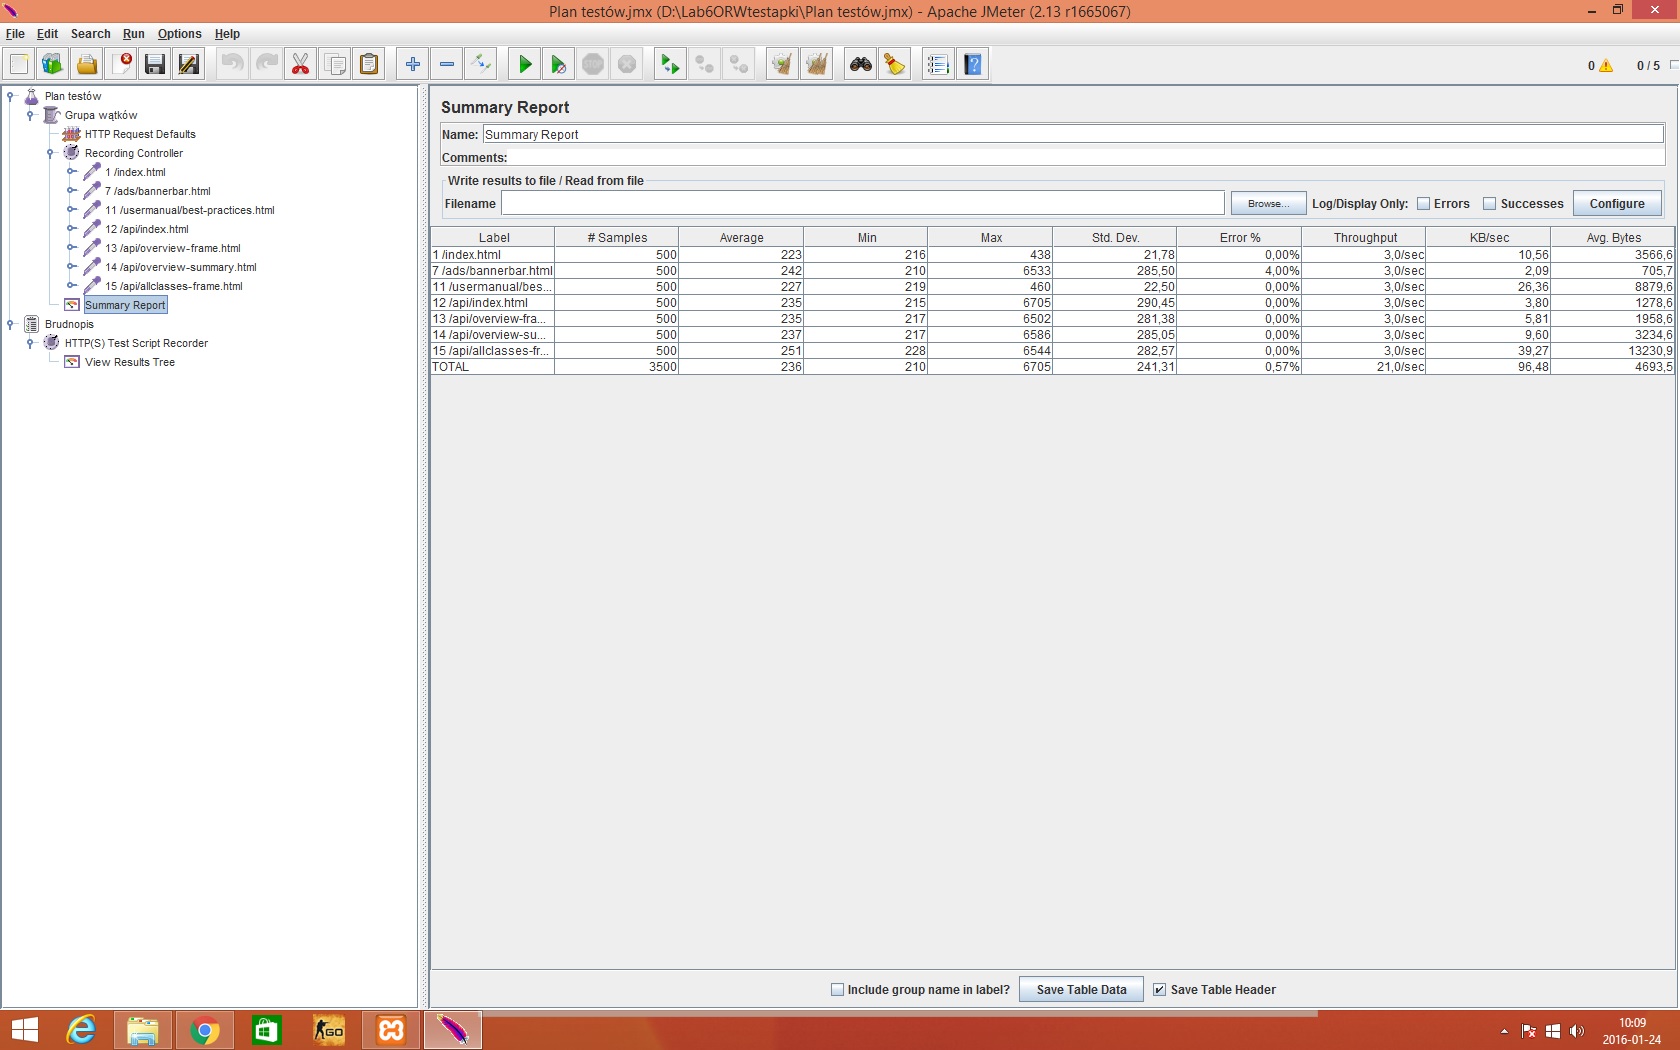 Plan testów.jmx (D:\Lab6ORWtestapki\Plan testów.jmx) - Apache JMeter (2.13 r1665067)
File Edit Search Run Options Help
STOP
0 0 / 5
Plan testów
Grupa wątków
HTTP Request Defaults
Recording Controller
1 /index.html
7 /ads/bannerbar.html
11 /usermanual/best-practices.html
12 /api/index.html
13 /api/overview-frame.html
14 /api/overview-summary.html
15 /api/allclasses-frame.html
Summary Report
Brudnopis
HTTP(S) Test Script Recorder
View Results Tree
Summary Report
Name: Summary Report
Comments:
Write results to file / Read from file
Filename Browse... Log/Display Only: Errors Successes Configure
Label # Samples Average Min Max Std. Dev. Error % Throughput KB/sec Avg. Bytes
1 /index.html 500 223 216 438 21,78 0,00% 3,0/sec 10,56 3566,6
7 /ads/bannerbar.html 500 242 210 6533 285,50 4,00% 3,0/sec 2,09 705,7
11 /usermanual/bes... 500 227 219 460 22,50 0,00% 3,0/sec 26,36 8879,6
12 /api/index.html 500 235 215 6705 290,45 0,00% 3,0/sec 3,80 1278,6
13 /api/overview-fra... 500 235 217 6502 281,38 0,00% 3,0/sec 5,81 1958,6
14 /api/overview-su... 500 237 217 6586 285,05 0,00% 3,0/sec 9,60 3234,6
15 /api/allclasses-fr... 500 251 228 6544 282,57 0,00% 3,0/sec 39,27 13230,9
TOTAL 3500 236 210 6705 241,31 0,57% 21,0/sec 96,48 4693,5
Include group name in label? Save Table Data Save Table Header
GO
10:09
2016-01-24